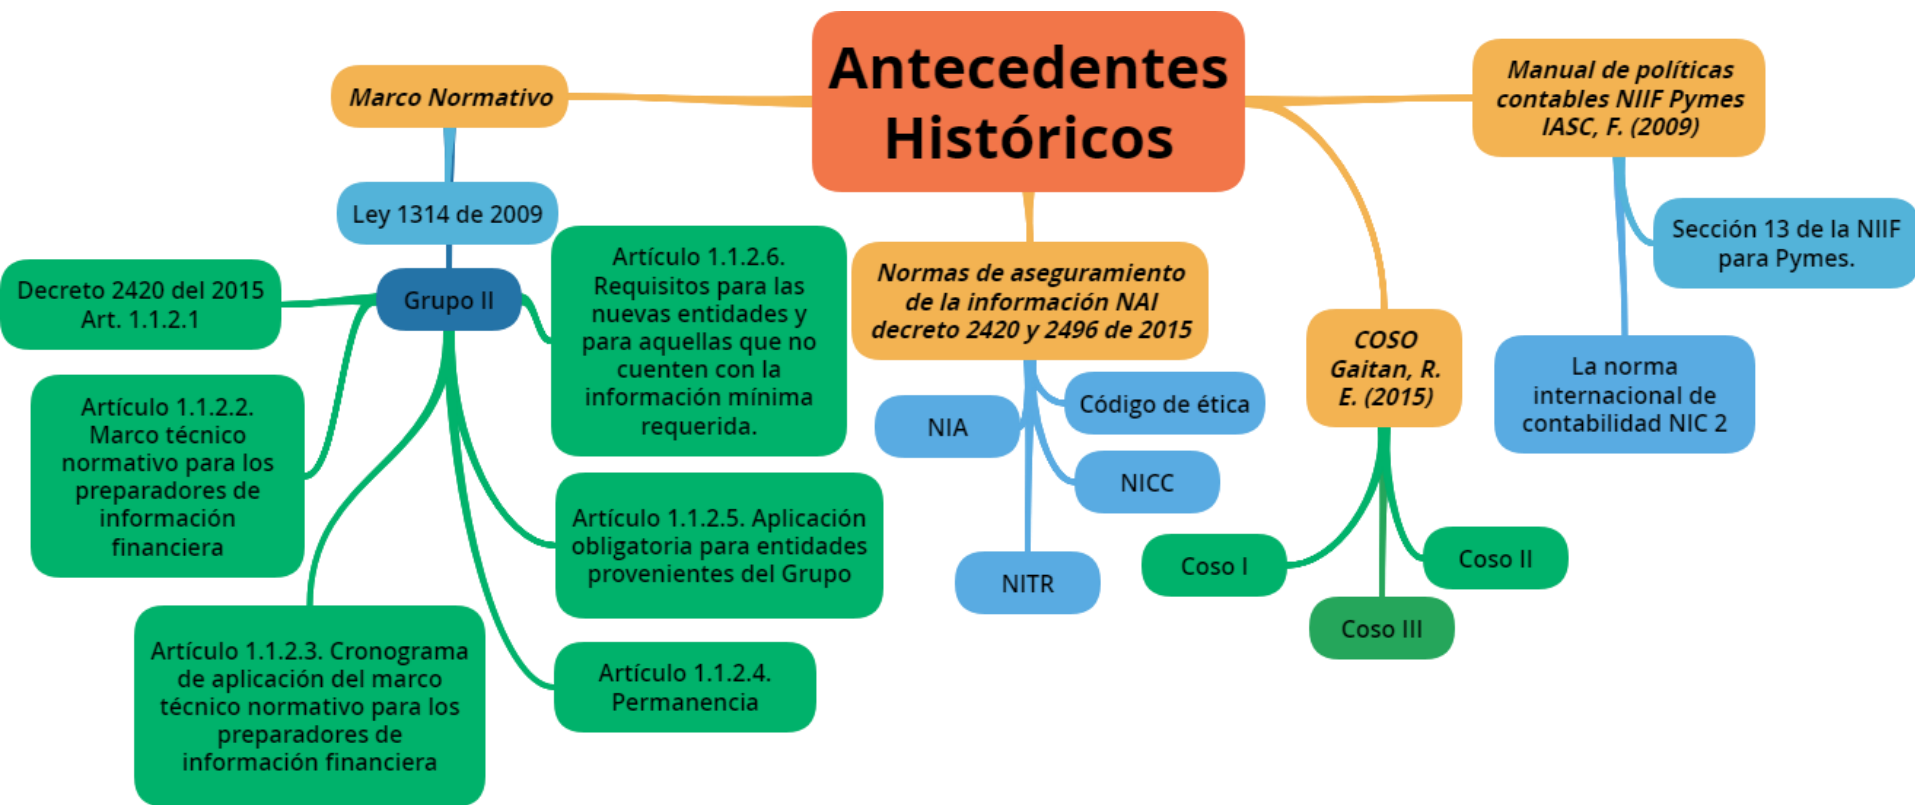 Antecedentes
Históricos
Marco Normativo
Ley 1314 de 2009
Grupo II
Decreto 2420 del 2015
Art. 1.1.2.1
Artículo 1.1.2.2.
Marco técnico
normativo para los
preparadores de
información
financiera
Artículo 1.1.2.3. Cronograma
de aplicación del marco
técnico normativo para los
preparadores de
información financiera
Artículo 1.1.2.6.
Requisitos para las
nuevas entidades y
para aquellas que no
cuenten con la
información mínima
requerida.
Artículo 1.1.2.5. Aplicación
obligatoria para entidades
provenientes del Grupo
Artículo 1.1.2.4.
Permanencia
Normas de aseguramiento
de la información NAI
decreto 2420 y 2496 de 2015
NIA
Código de ética
NICC
NITR
COSO
Gaitan, R.
E. (2015)
Coso I
Coso II
Coso III
Manual de políticas
contables NIIF Pymes
IASC, F. (2009)
Sección 13 de la NIIF
para Pymes.
La norma
internacional de
contabilidad NIC 2